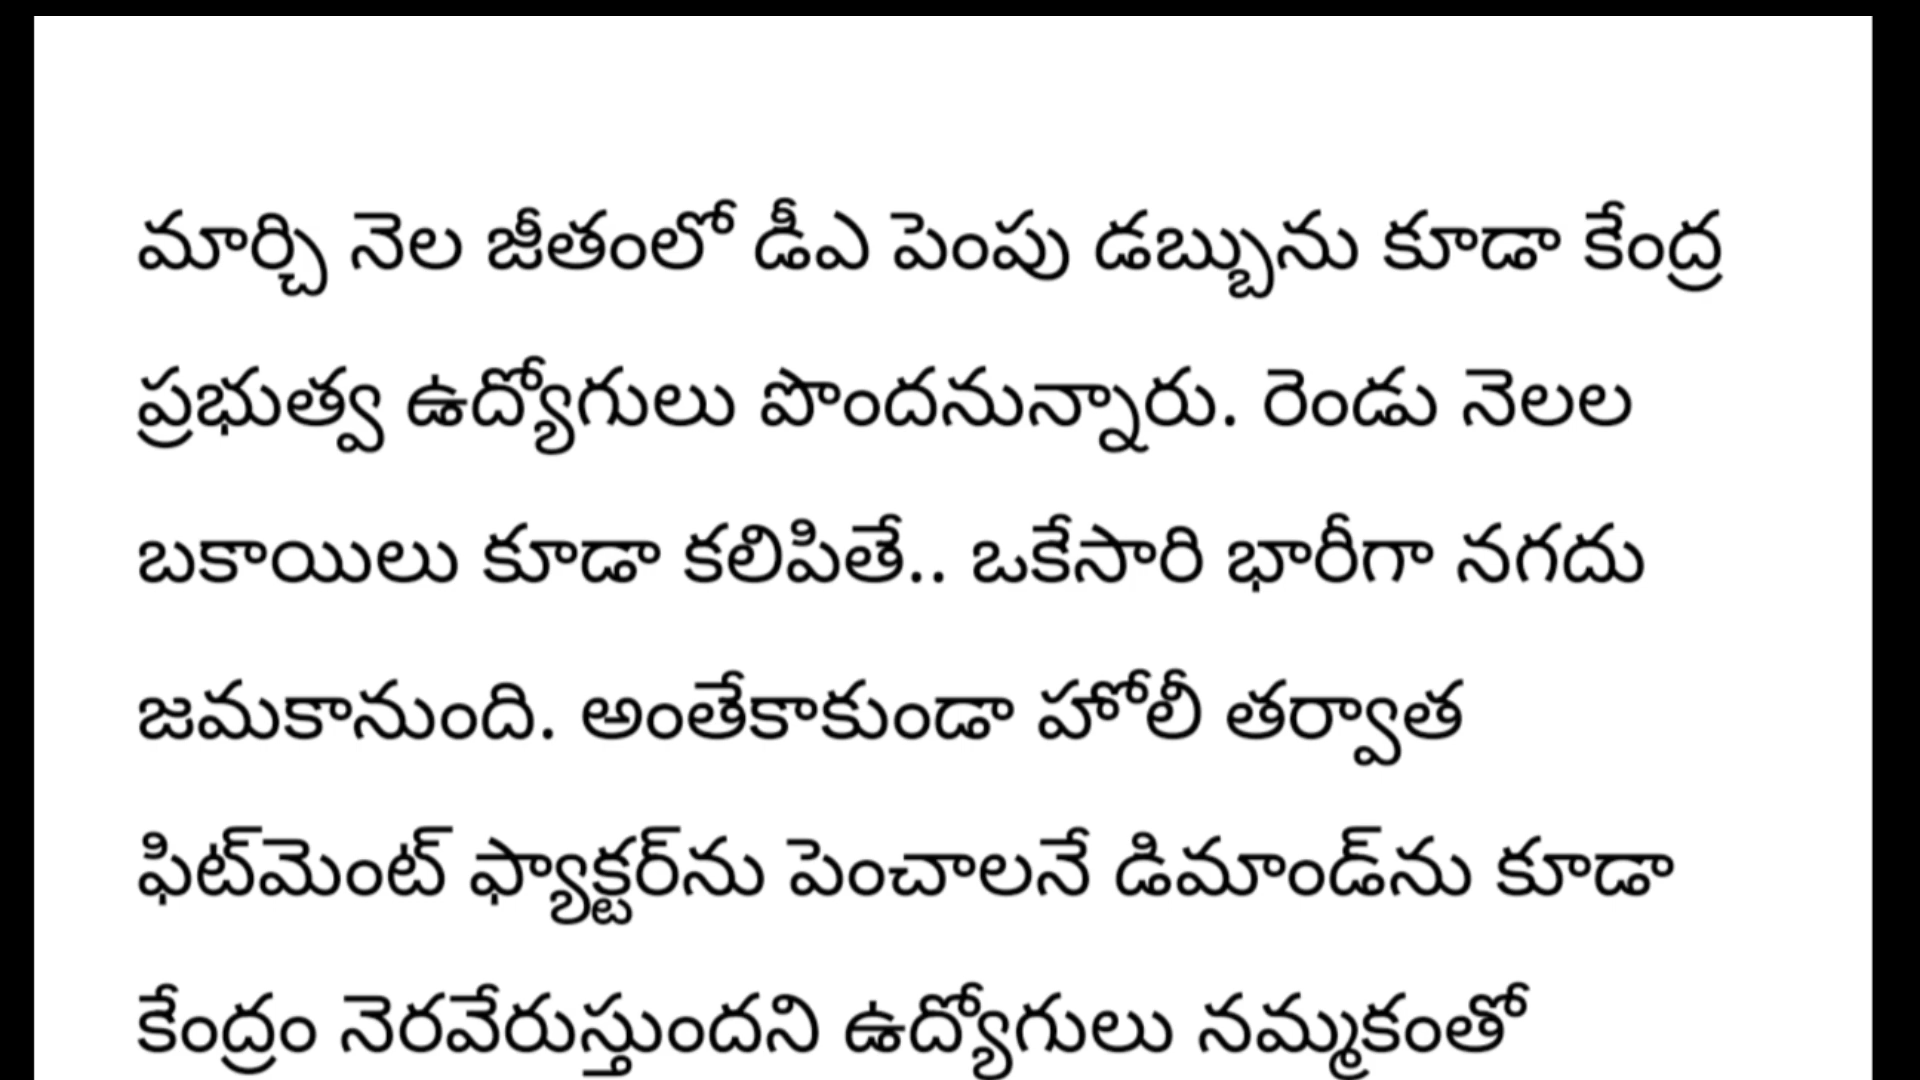 మార్చి నెల జీతంలో డీఎ పెంపు డబ్బును కూడా కేంద్ర
ప్రభుత్వ ఉద్యోగులు పొందనున్నారు. రెండు నెలల
బకాయిలు కూడా కలిపితే.. ఒకేసారి భారీగా నగదు
జమకానుంది. అంతేకాకుండా హోలీ తర్వాత
ఫిట్‌మెంట్ ఫ్యాక్టర్‌ను పెంచాలనే డిమాండ్‌ను కూడా
కేంద్రం నెరవేరుస్తుందని ఉద్యోగులు నమ్మకంతో